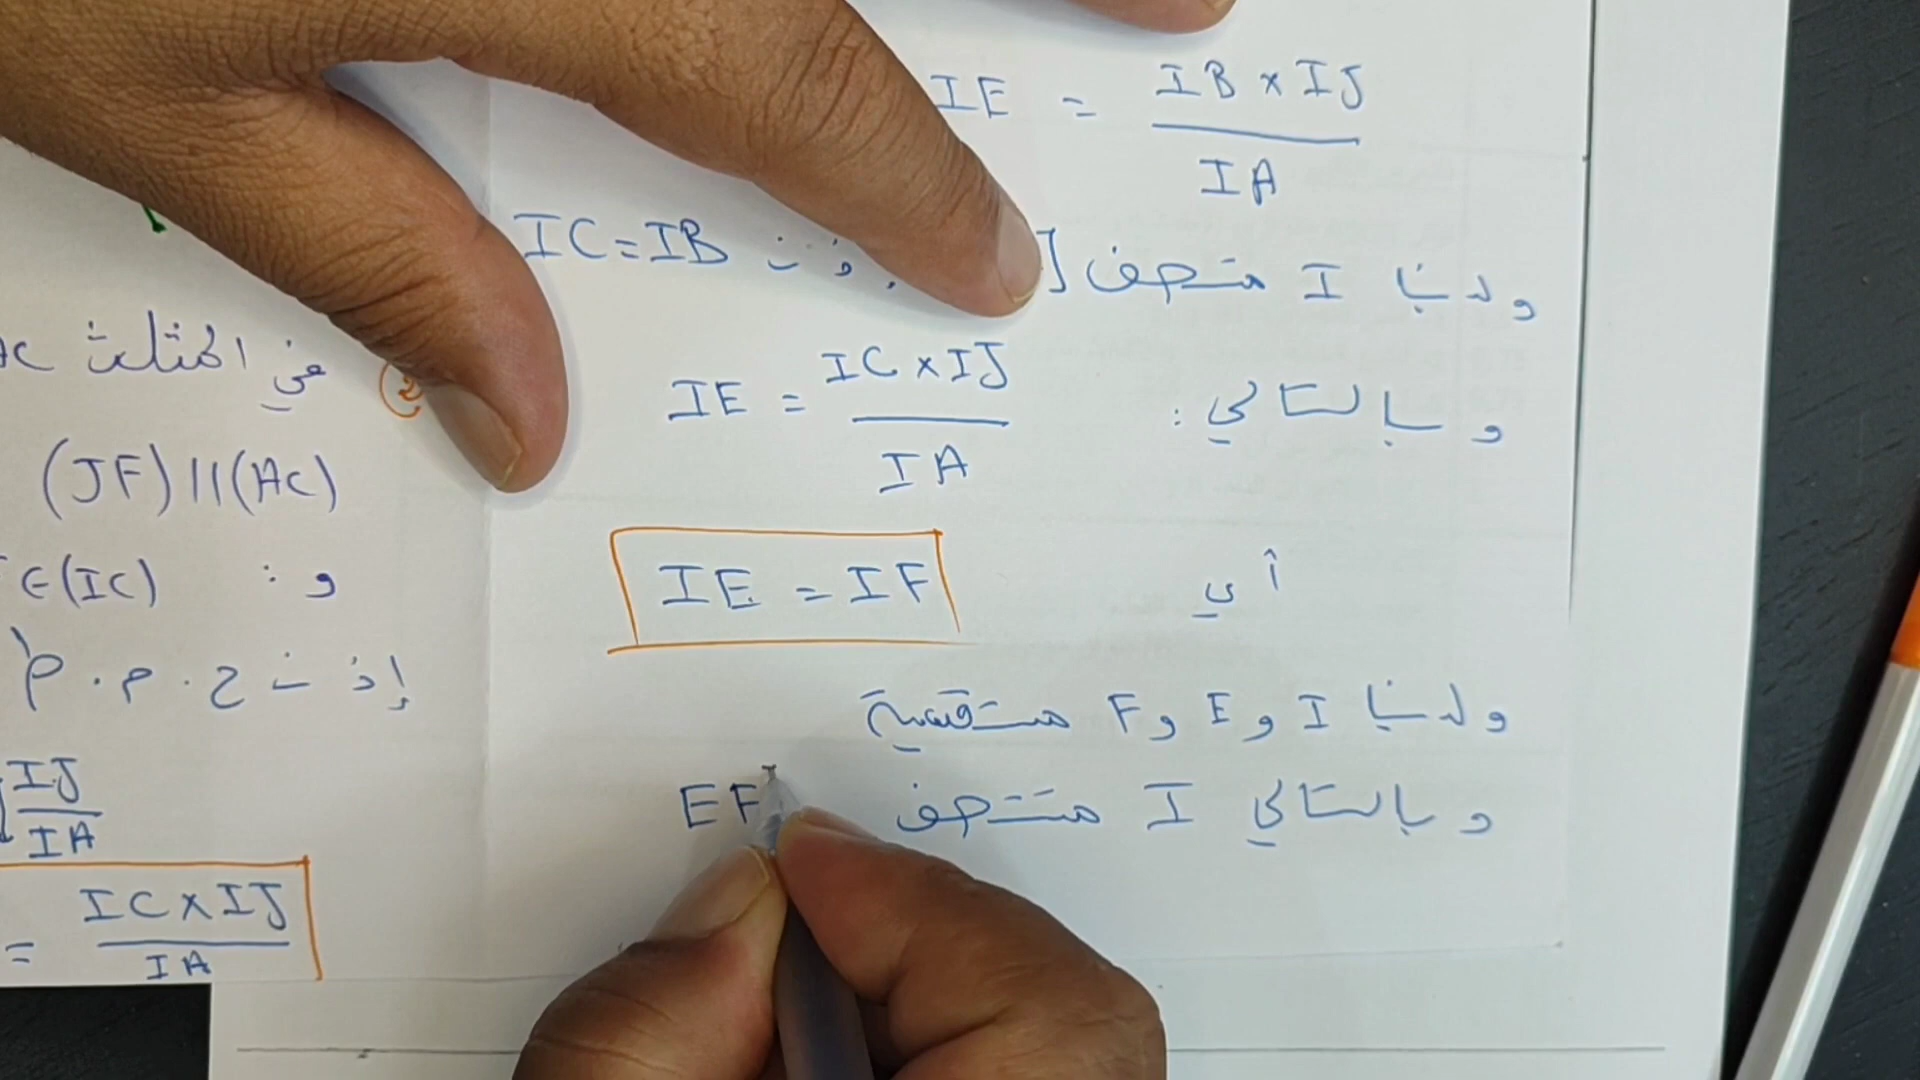 IE = IB × IJ / IA
ولدينا I منتصف [ ] IC=IB
وبالتالي : IE = IC × IJ / IA
أي IE = IF
ولدينا I و E و F مستقيمية
وبالتالي I منتصف EF
في المثلث AC
(JF) // (AC)
و : ∈(IC)
إذن ح . م . م
IJ / IA
= IC × IJ / IA